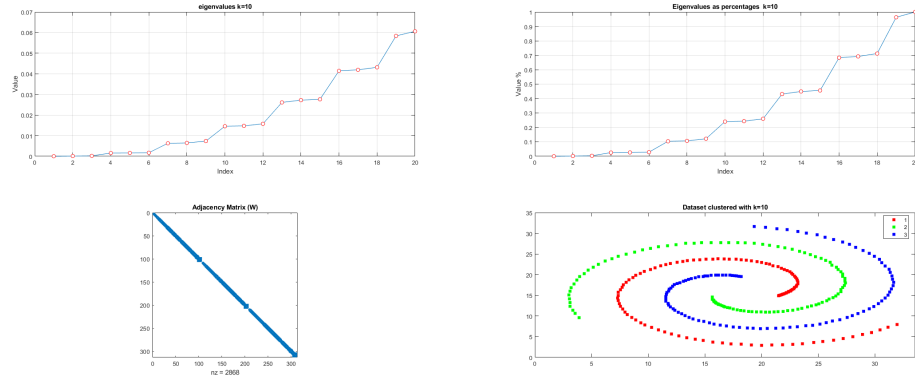 eigenvalues k=10
0.07
0.06
0.05
0.04
0.03
0.02
0.01
0
Value
0 2 4 6 8 10 12 14 16 18 20
Index
Eigenvalues as percentages k=10
1
0.9
0.8
0.7
0.6
0.5
0.4
0.3
0.2
0.1
0
Value %
0 2 4 6 8 10 12 14 16 18
Index
Adjacency Matrix (W)
0
50
100
150
200
250
300
0 50 100 150 200 250 300
nz = 2868
Dataset clustered with k=10
35
30
25
20
15
10
5
0
0 5 10 15 20 25 30
1
2
3